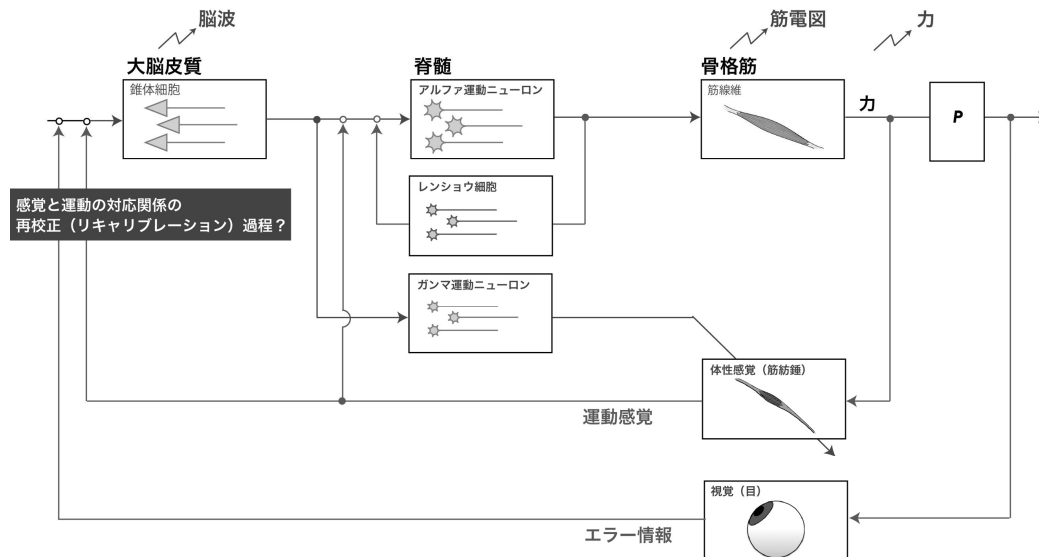 脳波
筋電図
力
大脳皮質
脊髄
骨格筋
錐体細胞
アルファ運動ニューロン
筋線維
力
P
レンショウ細胞
感覚と運動の対応関係の
再校正（リキャリブレーション）過程？
ガンマ運動ニューロン
体性感覚（筋紡錘）
運動感覚
視覚（目）
エラー情報